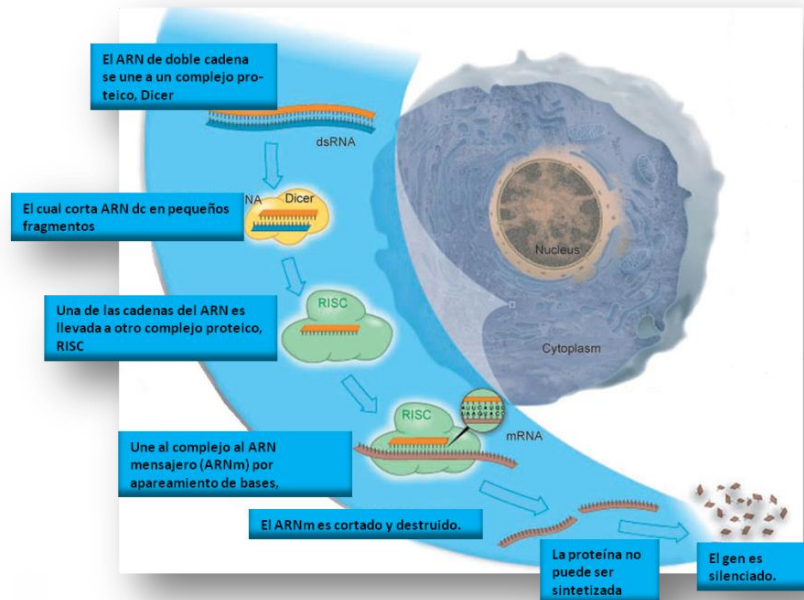 El ARN de doble cadena
se une a un complejo pro-
teico, Dicer
dsRNA
El cual corta ARN dc en pequeños
fragmentos
NA
Dicer
Nucleus
Una de las cadenas del ARN es
llevada a otro complejo proteico,
RISC
RISC
Cytoplasm
RISC
mRNA
Une al complejo al ARN
mensajero (ARNm) por
apareamiento de bases,
El ARNm es cortado y destruido.
La proteína no
puede ser
sintetizada
El gen es
silenciado.